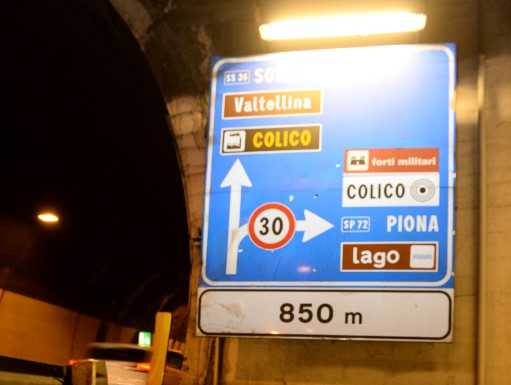 SS 36
Valtellina
COLICO
forti militari
COLICO
30
SP 72 PIONA
lago
850 m